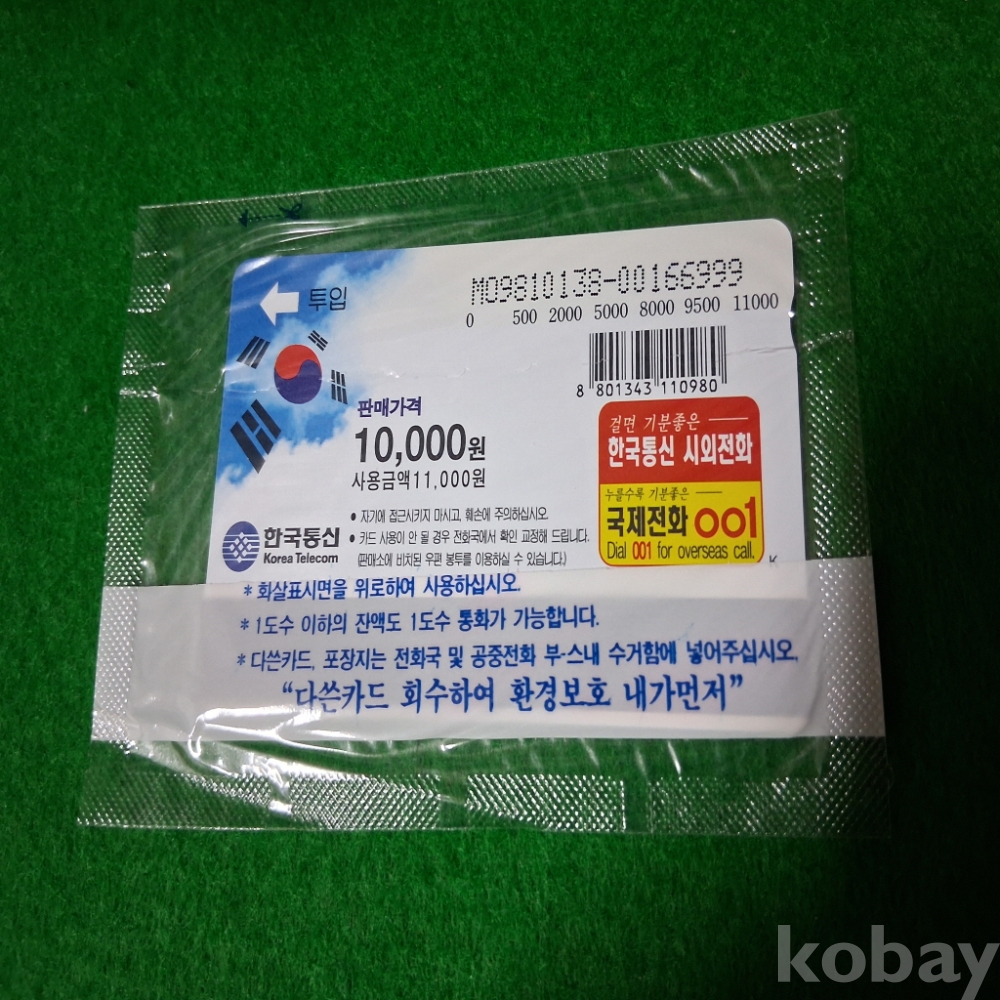 투입
MO9810138-00166999
0 500 2000 5000 8000 9500 11000
8 801343 110980
판매가격
10,000원
사용금액11,000원
걸면 기분좋은
한국통신 시외전화
누를수록 기분좋은
국제전화 001
Dial 001 for overseas call.
한국통신
Korea Telecom
• 자기에 접근시키지 마시고, 훼손에 주의하십시오.
• 카드 사용이 안 될 경우 전화국에서 확인 교정해 드립니다.
(판매소에 비치된 우편 봉투를 이용하실 수 있습니다.)
K
* 화살표시면을 위로하여 사용하십시오.
* 1도수 이하의 잔액도 1도수 통화가 가능합니다.
* 다쓴카드, 포장지는 전화국 및 공중전화 부·스내 수거함에 넣어주십시오.
“다쓴카드 회수하여 환경보호 내가먼저”
kobay